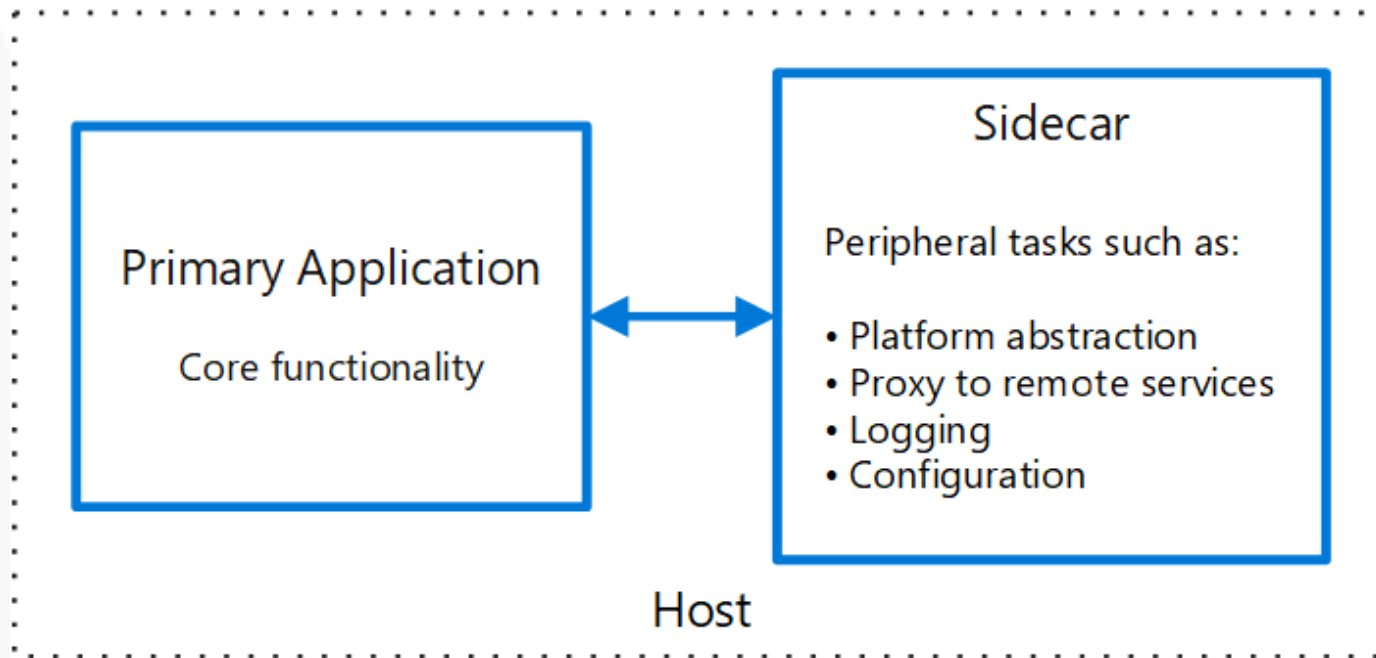 Primary Application
Core functionality
Sidecar
Peripheral tasks such as:
• Platform abstraction
• Proxy to remote services
• Logging
• Configuration
Host